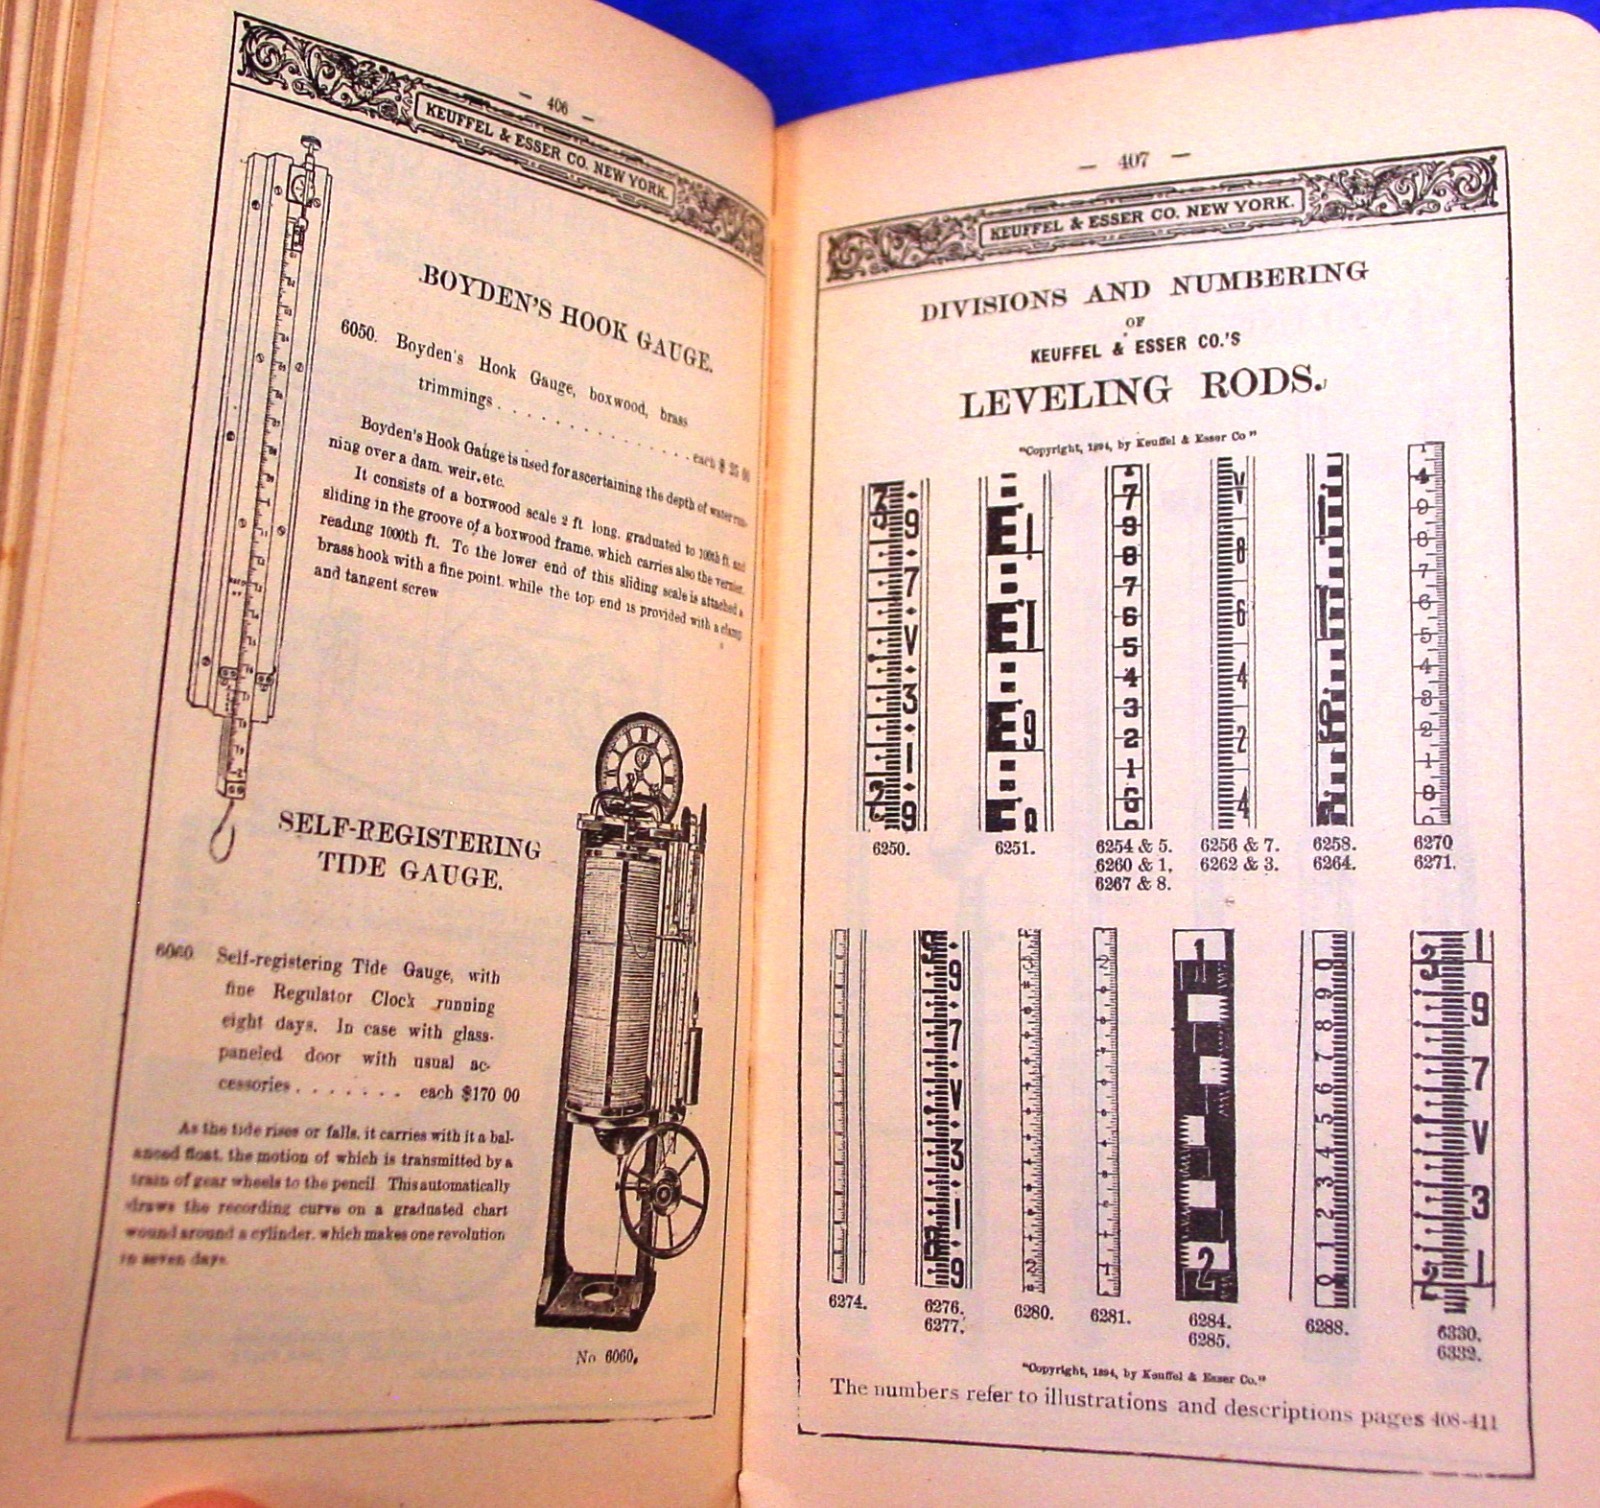 — 406 —
KEUFFEL & ESSER CO. NEW YORK.
BOYDEN'S HOOK GAUGE.
6050. Boyden's Hook Gauge, boxwood, brass
trimmings . . . . . . . . . . . . . . each $ 25 00
Boyden's Hook Gauge is used for ascertaining the depth of water run-
ning over a dam, weir, etc.
It consists of a boxwood scale 2 ft long, graduated to 100th ft, and
sliding in the groove of a boxwood frame, which carries also the vernier,
reading 1000th ft. To the lower end of this sliding scale is attached a
brass hook with a fine point, while the top end is provided with a clamp
and tangent screw
SELF-REGISTERING
TIDE GAUGE.
6060 Self-registering Tide Gauge, with
fine Regulator Clock running
eight days. In case with glass-
paneled door with usual ac-
cessories . . . . . . . each $170 00
As the tide rises or falls, it carries with it a bal-
anced float, the motion of which is transmitted by a
train of gear wheels to the pencil This automatically
draws the recording curve on a graduated chart
wound around a cylinder, which makes one revolution
in seven days.
No 6060.
— 407 —
KEUFFEL & ESSER CO. NEW YORK.
DIVISIONS AND NUMBERING
OF
KEUFFEL & ESSER CO.'S
LEVELING RODS.
"Copyright, 1894, by Keuffel & Esser Co"
6250. 6251. 6254 & 5. 6256 & 7. 6258. 6270
6260 & 1. 6262 & 3. 6264. 6271.
6267 & 8.
6274. 6276. 6280. 6281. 6284. 6288. 6330.
6277. 6285. 6332.
"Copyright, 1894, by Keuffel & Esser Co."
The numbers refer to illustrations and descriptions pages 408-411